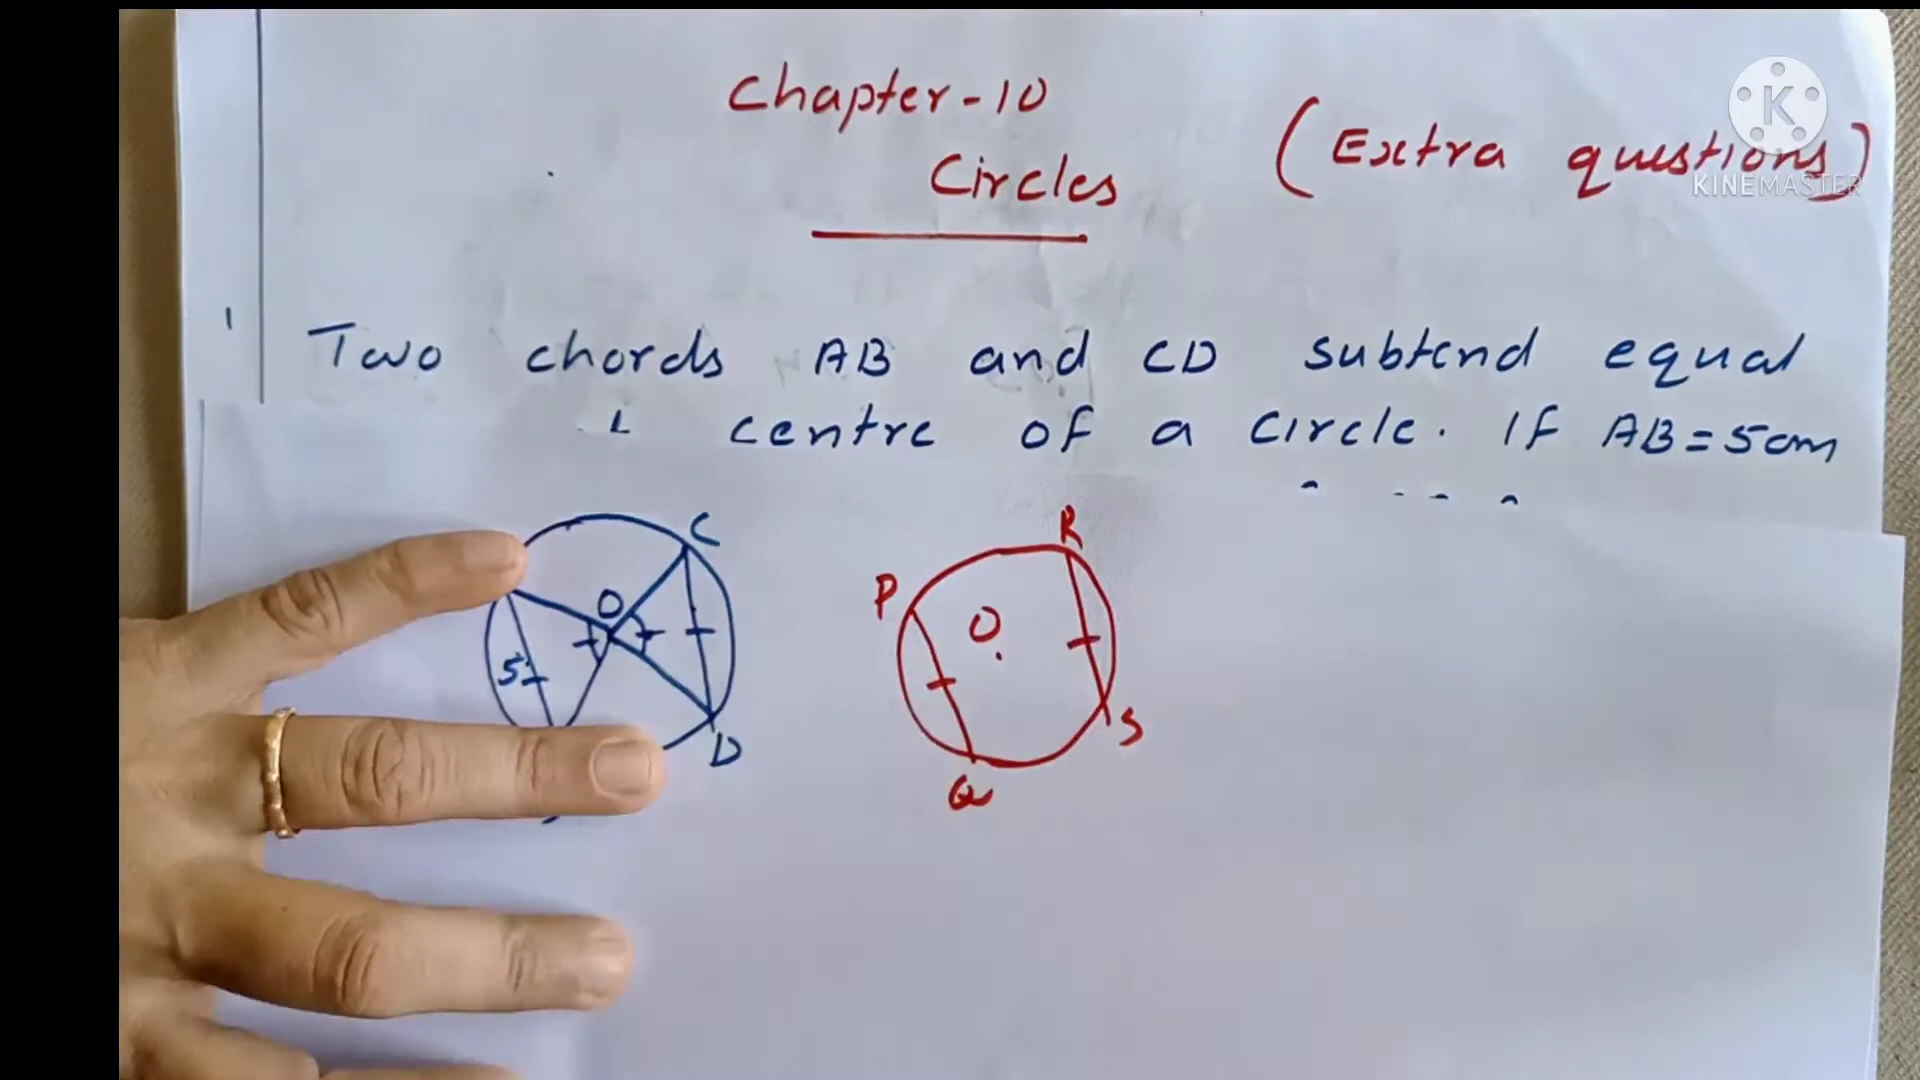 Chapter-10
Circles
(Extra questions)
K
KINEMASTER
1
Two chords AB and CD subtend equal
centre of a circle. If AB=5cm
C
O
5
D
R
P
O
S
Q